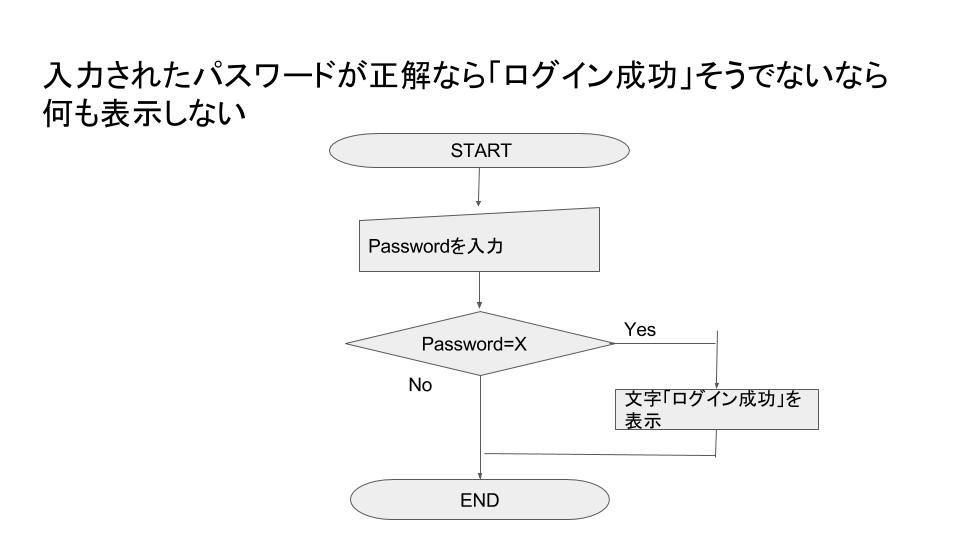 入力されたパスワードが正解なら「ログイン成功」そうでないなら
何も表示しない
START
Passwordを入力
Password=X
Yes
No
文字「ログイン成功」を
表示
END